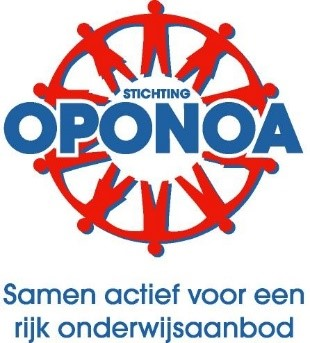 STICHTING
OPONOA
Samen actief voor een
rijk onderwijsaanbod